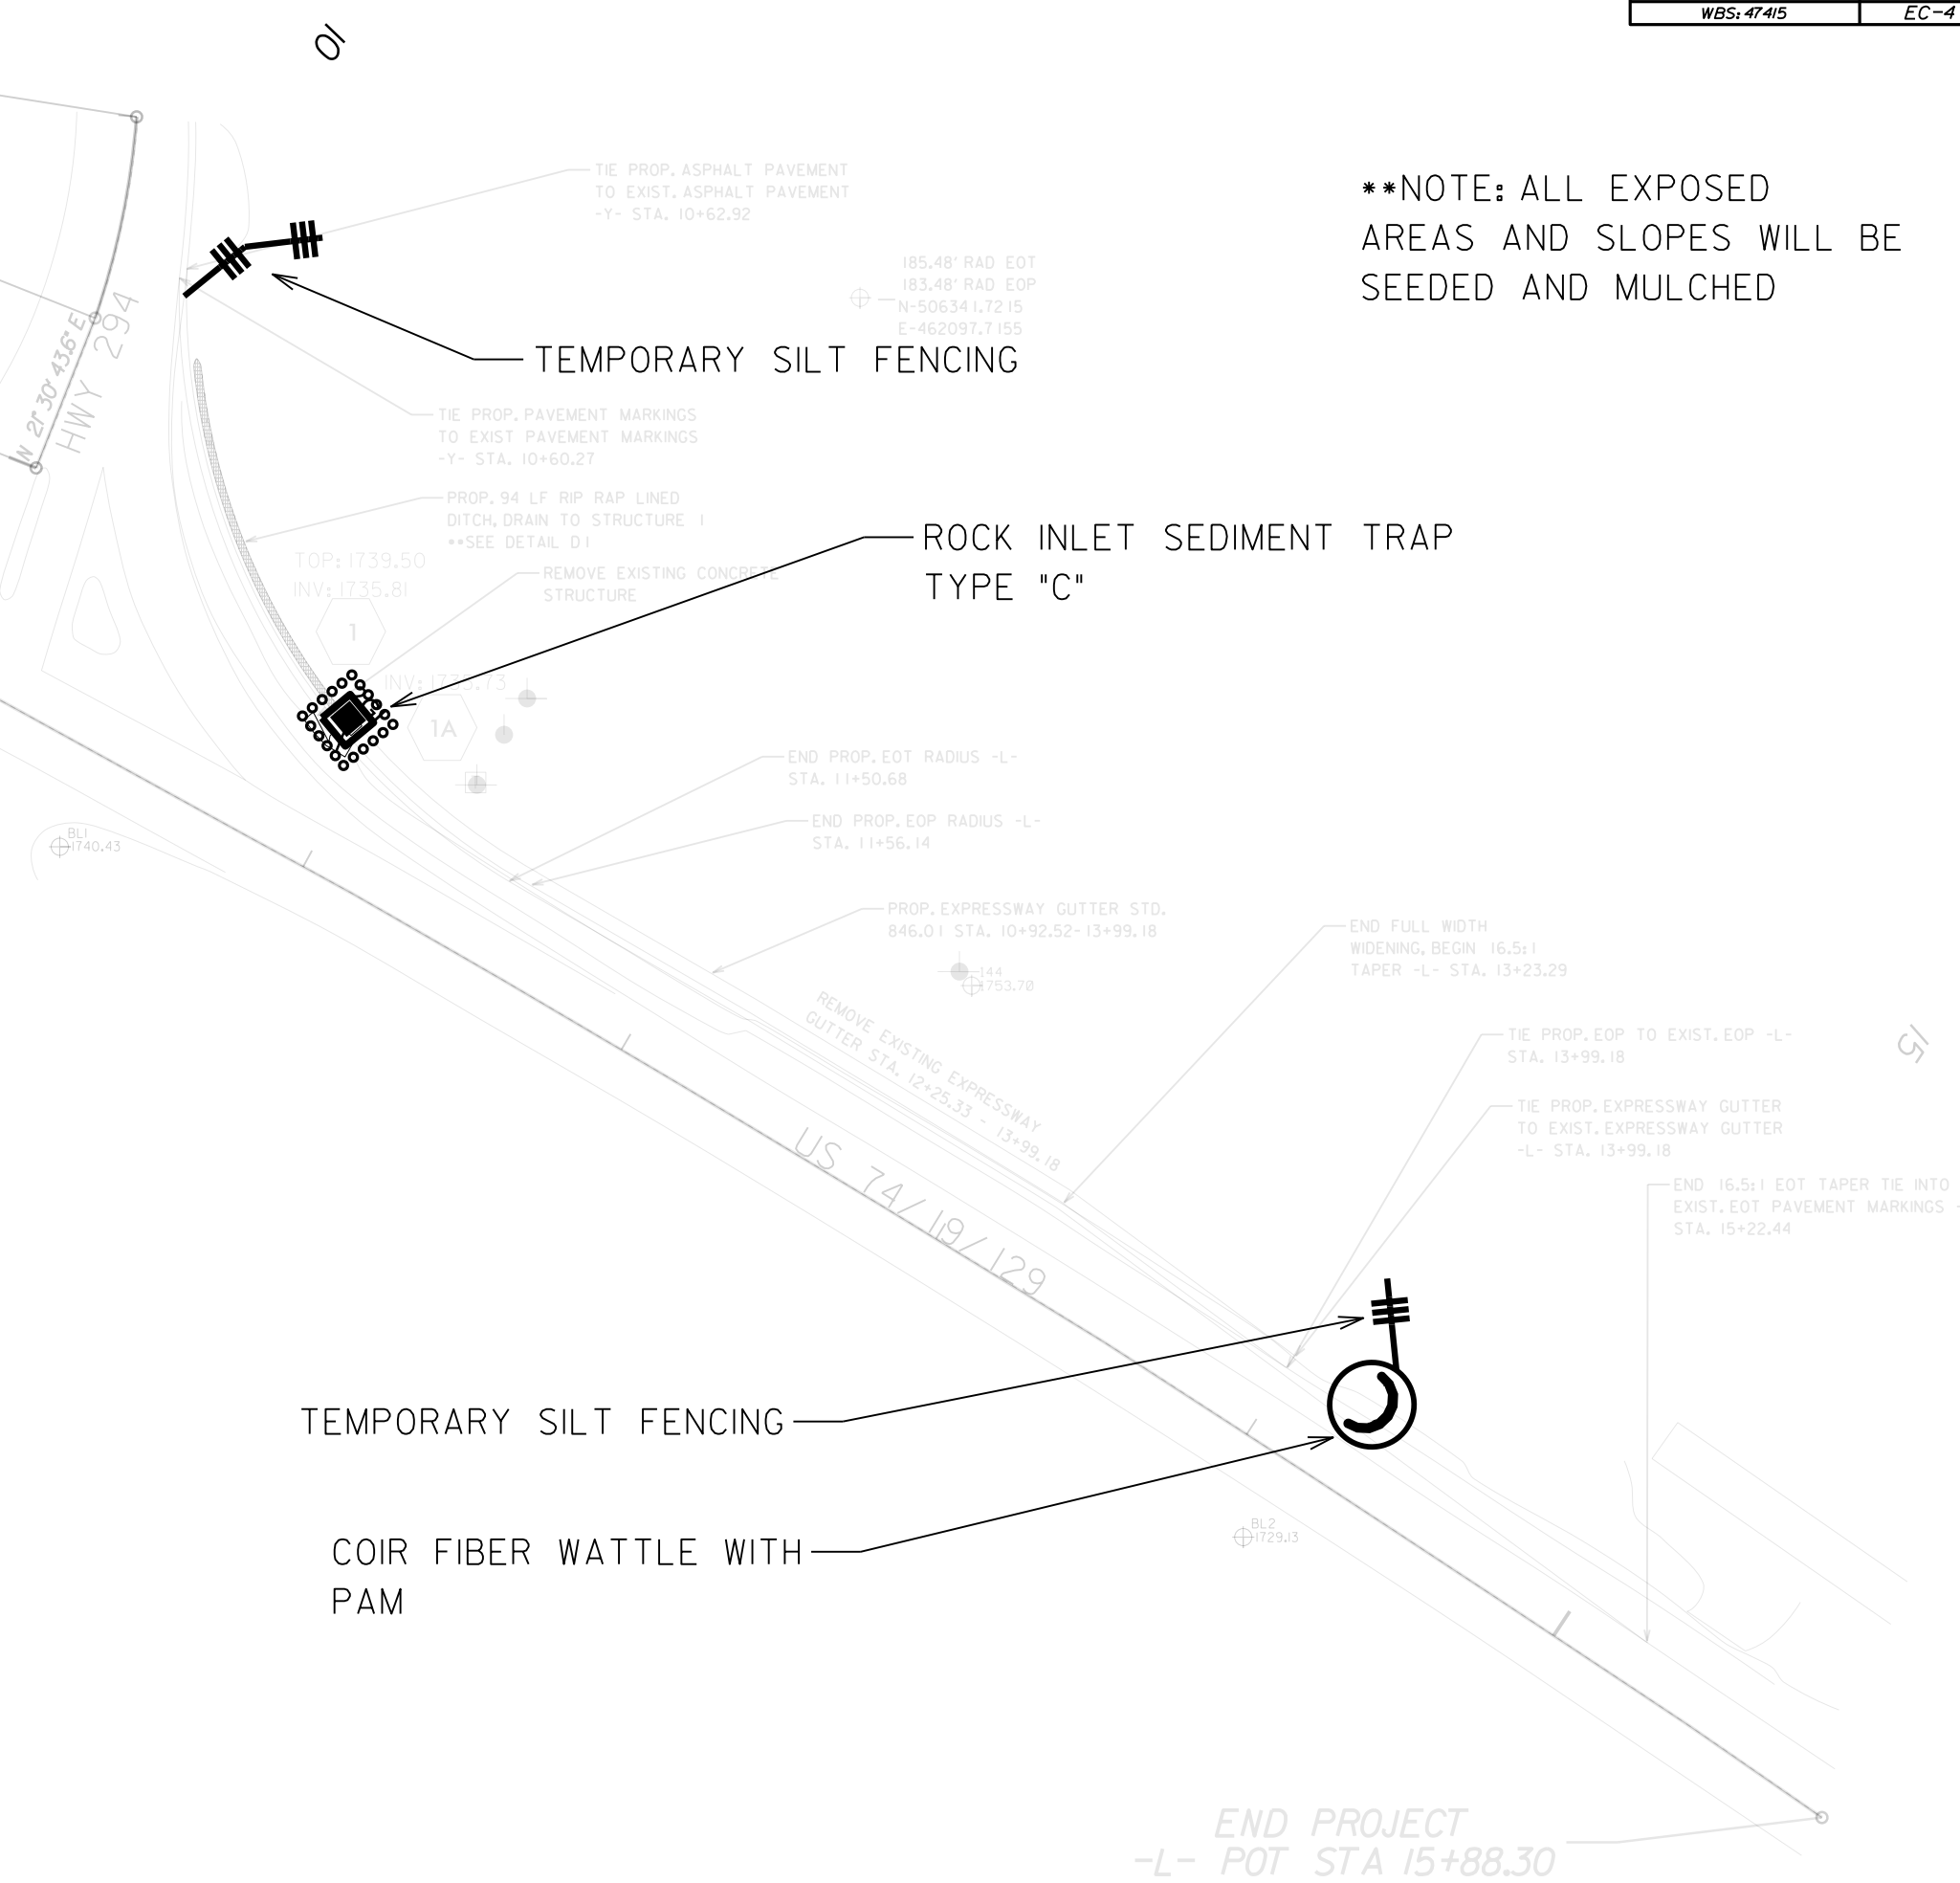 WBS: 47415 EC-4
10
TIE PROP. ASPHALT PAVEMENT
TO EXIST. ASPHALT PAVEMENT
-Y- STA. 10+62.92
**NOTE: ALL EXPOSED
AREAS AND SLOPES WILL BE
SEEDED AND MULCHED
185.48' RAD EOT
183.48' RAD EOP
N-506341.7215
E-462097.7155
HWY 294
TEMPORARY SILT FENCING
TIE PROP. PAVEMENT MARKINGS
TO EXIST PAVEMENT MARKINGS
-Y- STA. 10+60.27
PROP. 94 LF RIP RAP LINED
DITCH, DRAIN TO STRUCTURE 1
**SEE DETAIL D1
ROCK INLET SEDIMENT TRAP
TYPE "C"
TOP: 1739.50
INV: 1735.81
REMOVE EXISTING CONCRETE
STRUCTURE
1
INV: 1735.73
1A
END PROP. EOT RADIUS -L-
STA. 11+50.68
END PROP. EOP RADIUS -L-
STA. 11+56.14
BL1
1740.43
PROP. EXPRESSWAY GUTTER STD.
846.01 STA. 10+92.52-13+99.18
END FULL WIDTH
WIDENING, BEGIN 16.5:1
TAPER -L- STA. 13+23.29
144
1753.70
REMOVE EXISTING EXPRESSWAY
GUTTER STA. 12+25.33 - 13+99.18
TIE PROP. EOP TO EXIST. EOP -L-
STA. 13+99.18
15
TIE PROP. EXPRESSWAY GUTTER
TO EXIST. EXPRESSWAY GUTTER
-L- STA. 13+99.18
US 74/19/129
END 16.5:1 EOT TAPER TIE INTO
EXIST. EOT PAVEMENT MARKINGS -
STA. 15+22.44
TEMPORARY SILT FENCING
COIR FIBER WATTLE WITH
PAM
BL2
1729.13
END PROJECT
-L- POT STA 15+88.30